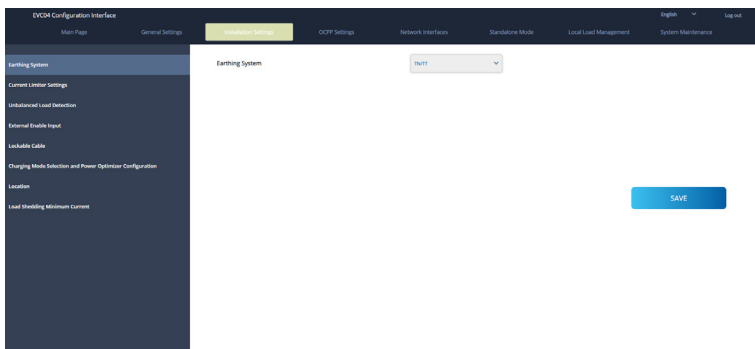 EVC04 Configuration Interface
English
Log out
Main Page
General Settings
Installation Settings
OCPP Settings
Network Interfaces
Standalone Mode
Local Load Management
System Maintenance
Earthing System
Earthing System
TN/TT
Current Limiter Settings
Unbalanced Load Detection
External Enable Input
Lockable Cable
Charging Mode Selection and Power Optimizer Configuration
Location
SAVE
Load Shedding Minimum Current